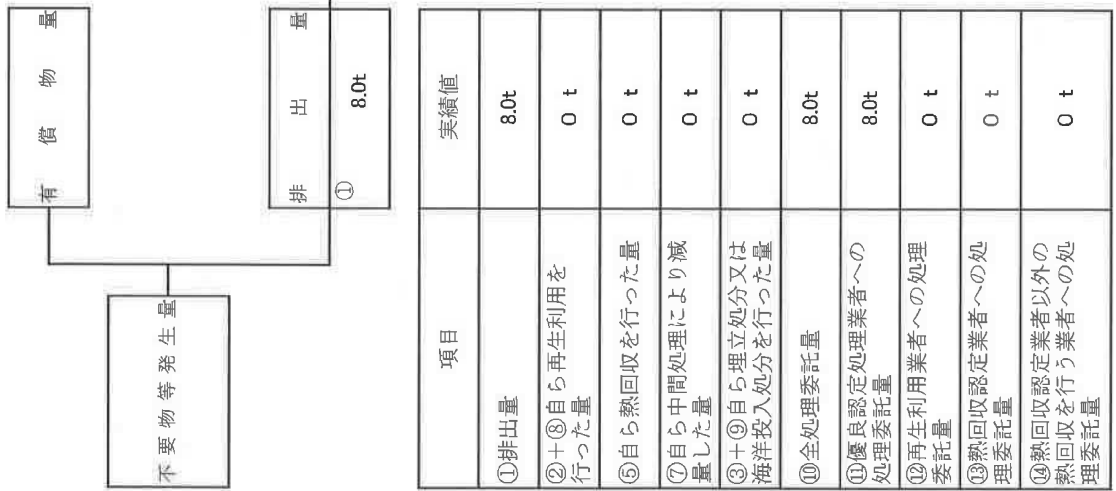 有償物量
不要物等発生量
排出量
①
8.0t
項目 実績値
①排出量 8.0t
②+⑧自ら再生利用を
行った量 0 t
⑤自ら熱回収を行った量 0 t
⑦自ら中間処理により減
量した量 0 t
③+⑨自ら埋立処分又は
海洋投入処分を行った量 0 t
⑩全処理委託量 8.0t
⑪優良認定処理業者への
処理委託量 8.0t
⑫再生利用業者への処理
委託量 0 t
⑬熱回収認定業者への処
理委託量 0 t
⑭熱回収認定業者以外の
熱回収を行う業者への処
理委託量 0 t